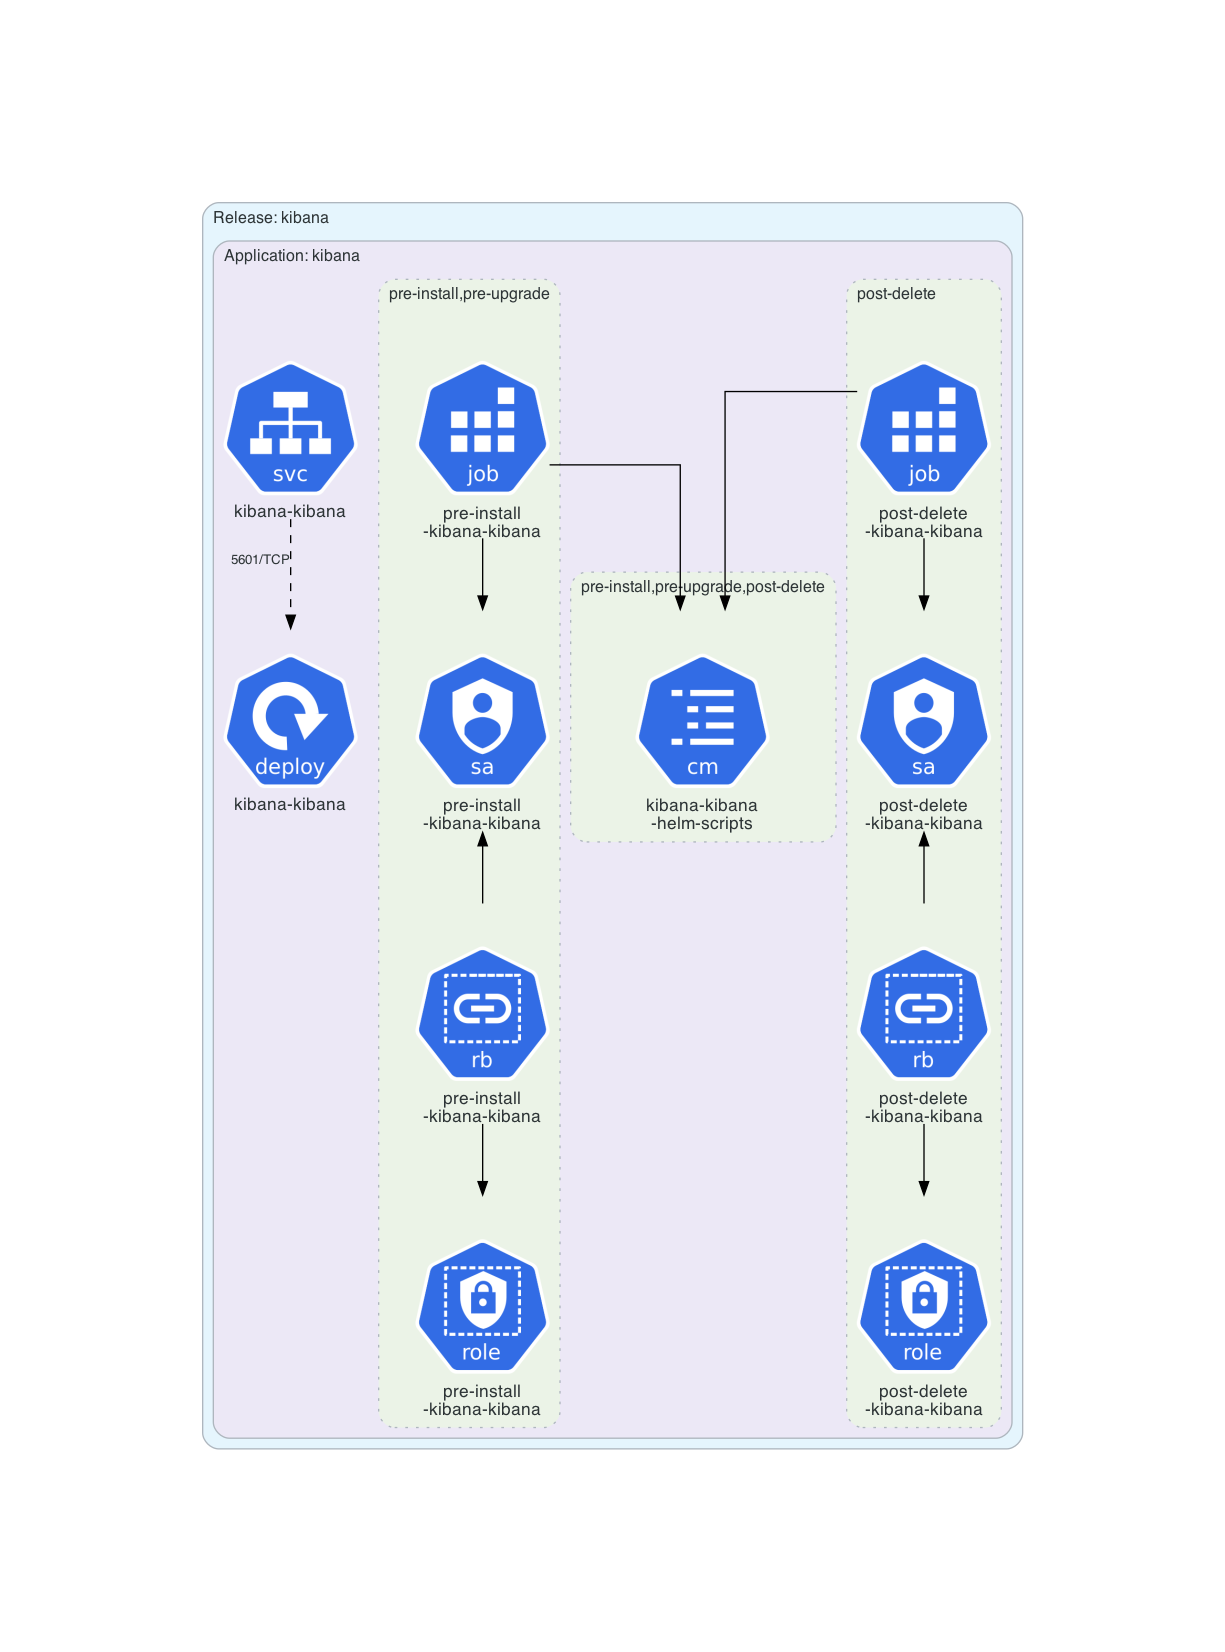 Release: kibana
Application: kibana
pre-install,pre-upgrade
post-delete
svc
kibana-kibana
5601/TCP
deploy
kibana-kibana
job
pre-install
-kibana-kibana
sa
pre-install
-kibana-kibana
rb
pre-install
-kibana-kibana
role
pre-install
-kibana-kibana
pre-install,pre-upgrade,post-delete
cm
kibana-kibana
-helm-scripts
job
post-delete
-kibana-kibana
sa
post-delete
-kibana-kibana
rb
post-delete
-kibana-kibana
role
post-delete
-kibana-kibana